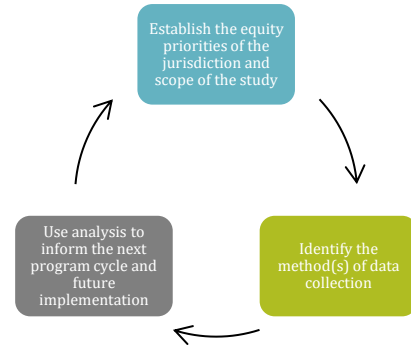 Establish the equity
priorities of the
jurisdiction and
scope of the study
Identify the
method(s) of data
collection
Use analysis to
inform the next
program cycle and
future
implementation